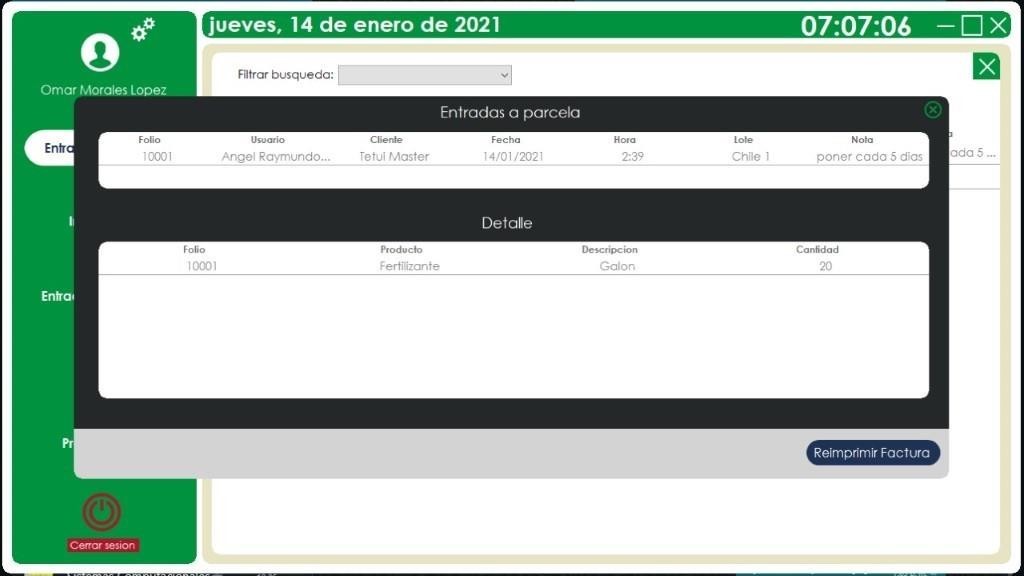 jueves, 14 de enero de 2021
07:07:06
Filtrar busqueda:
Omar Morales Lopez
Entra
Entradas a parcela
Folio Usuario Cliente Fecha Hora Lote Nota
10001 Angel Raymundo... Tetui Master 14/01/2021 2:39 Chile 1 poner cada 5 dias
a
ada 5 ...
Detalle
Folio Producto Descripcion Cantidad
10001 Fertilizante Galon 20
Entra
Pr
Reimprimir Factura
Cerrar sesion